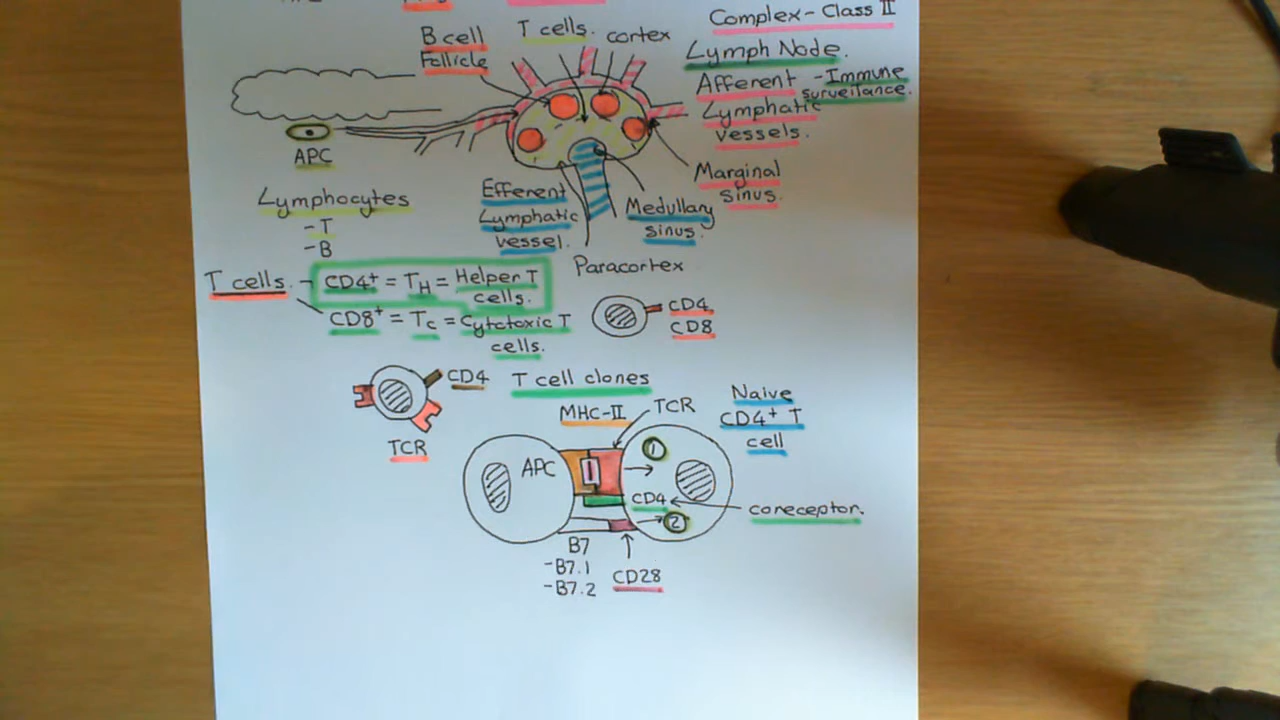 Complex-Class II
B cell
Follicle
T cells.
cortex
Lymph Node.
Afferent
Lymphatic
vessels.
-Immune
surveilance.
APC
Marginal
sinus.
Lymphocytes
-T
-B
Efferent
Lymphatic
vessel.
Medullary
sinus.
Paracortex
T cells.
CD4+ = TH = Helper T
cells.
CD8+ = Tc = Cytotoxic T
cells.
CD4
CD8
CD4
TCR
T cell clones
MHC-II
TCR
Naive
CD4+ T
cell
APC
1
CD4
coreceptor.
2
B7
-B7.1
-B7.2
CD28